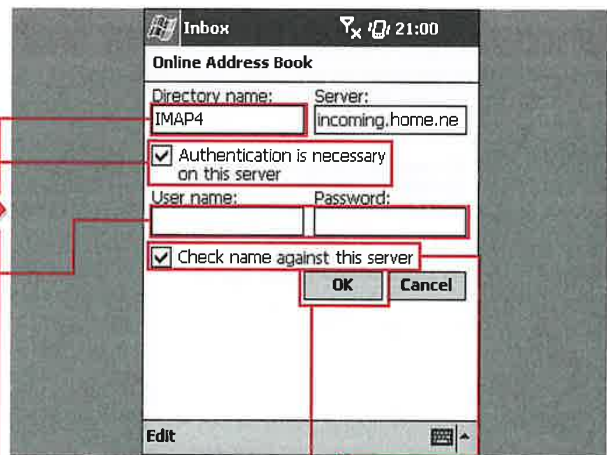 Inbox 21:00
Online Address Book
Directory name: Server:
IMAP4 incoming.home.ne
Authentication is necessary
on this server
User name: Password:
Check name against this server
OK Cancel
Edit